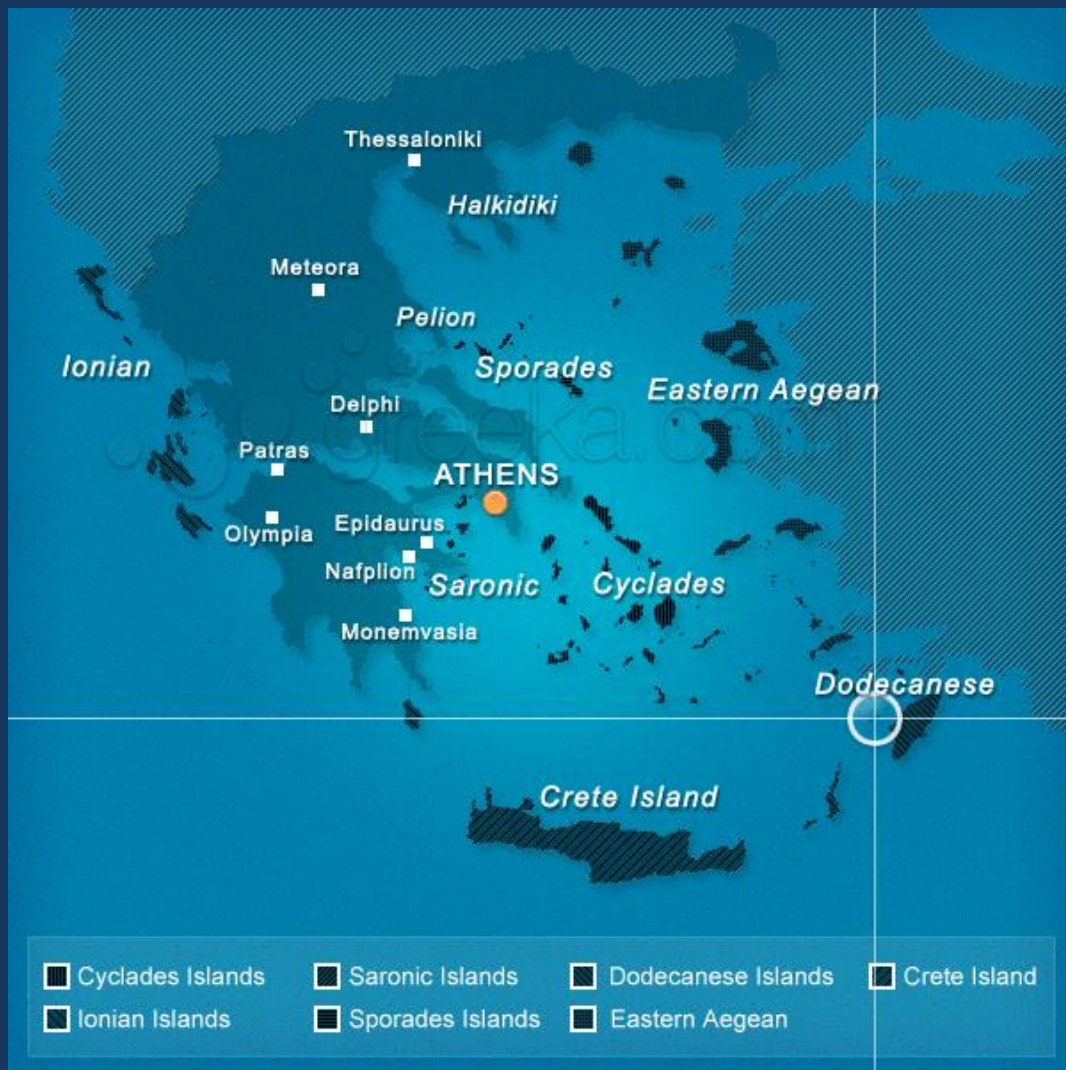 Thessaloniki
Halkidiki
Meteora
Pelion
Ionian
Sporades
Eastern Aegean
Delphi
greeka.com
Patras
ATHENS
Olympia
Epidaurus
Nafplion
Saronic
Cyclades
Monemvasia
Dodecanese
Crete Island
Cyclades Islands
Saronic Islands
Dodecanese Islands
Crete Island
Ionian Islands
Sporades Islands
Eastern Aegean